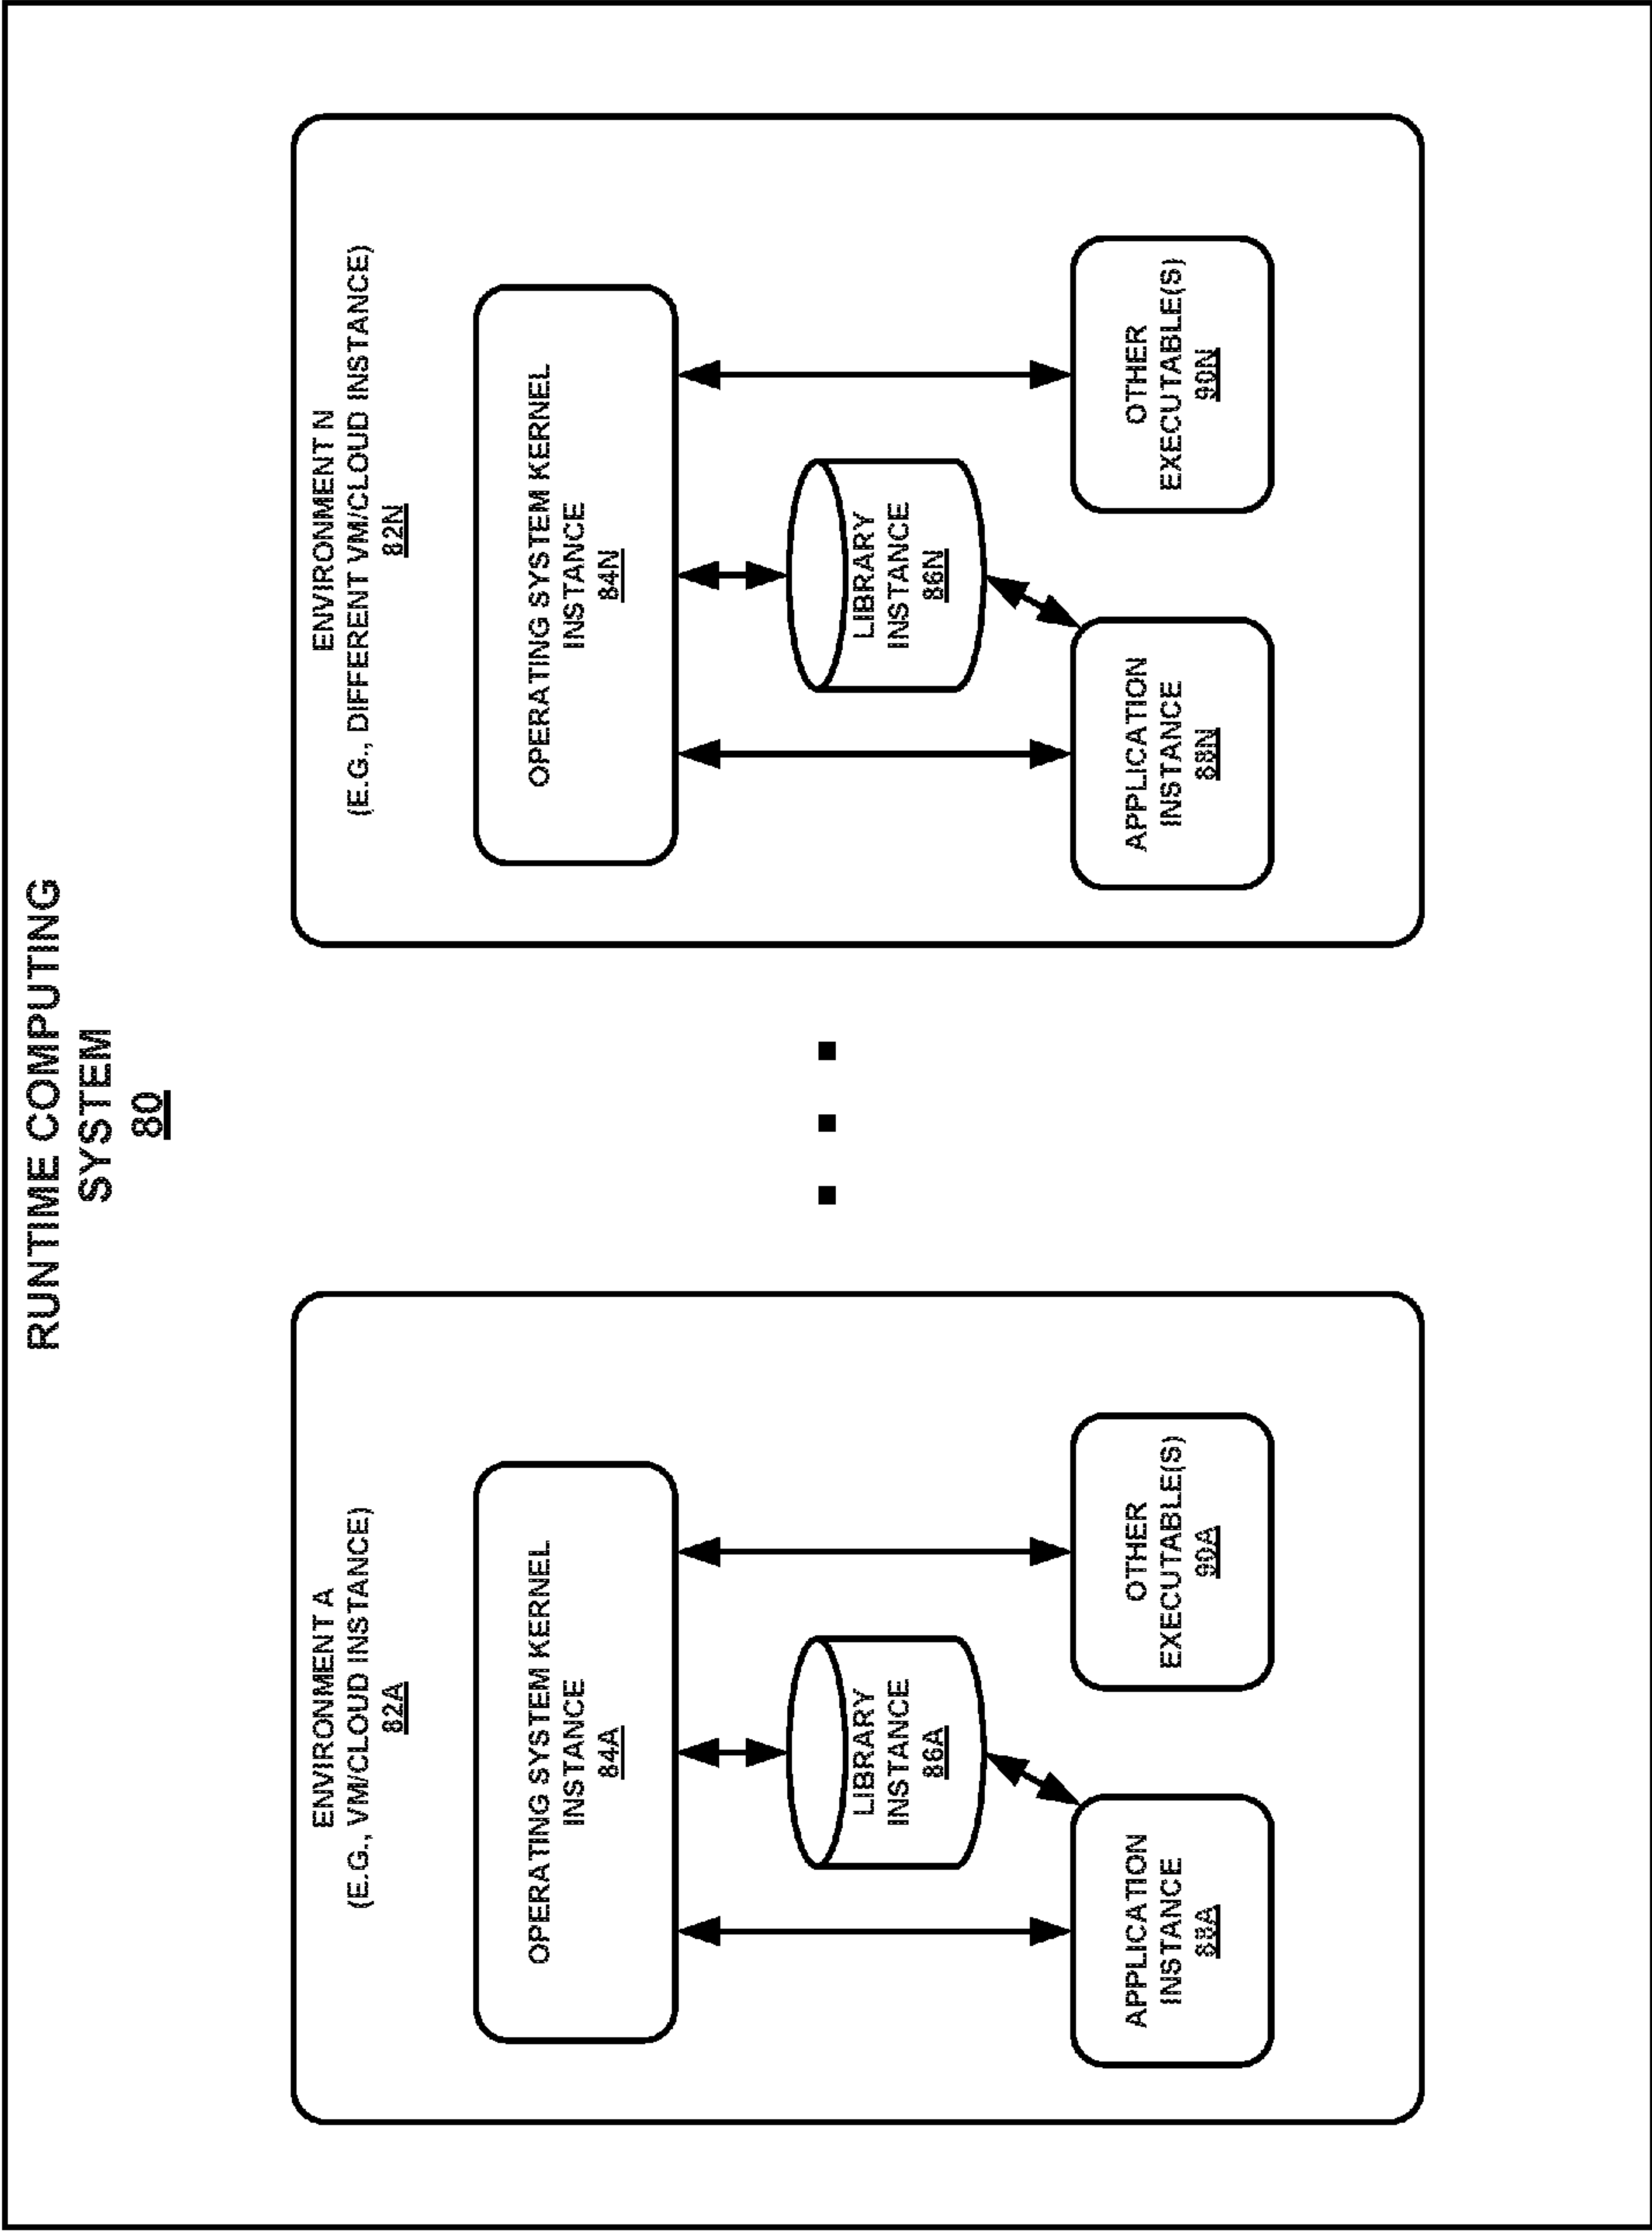 RUNTIME COMPUTING
SYSTEM
80
ENVIRONMENT A
(E.G., VM/CLOUD INSTANCE)
82A
OPERATING SYSTEM KERNEL
INSTANCE
84A
LIBRARY
INSTANCE
86A
APPLICATION
INSTANCE
88A
OTHER
EXECUTABLE(S)
90A
ENVIRONMENT N
(E.G., DIFFERENT VM/CLOUD INSTANCE)
82N
OPERATING SYSTEM KERNEL
INSTANCE
84N
LIBRARY
INSTANCE
86N
APPLICATION
INSTANCE
88N
OTHER
EXECUTABLE(S)
90N